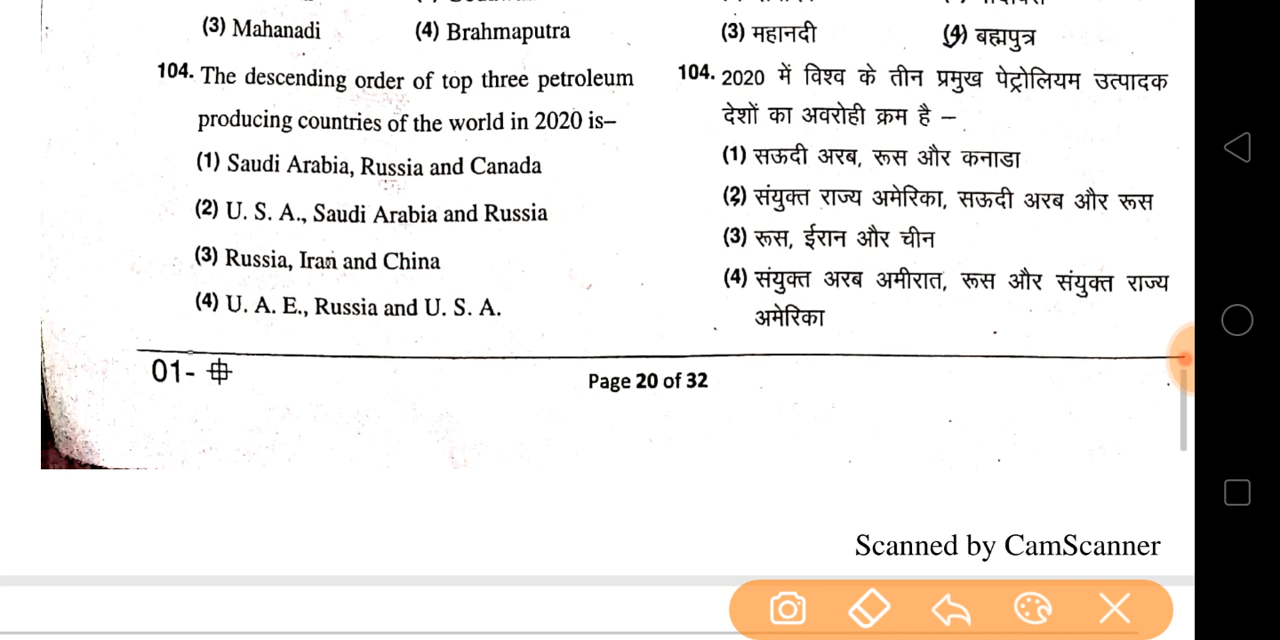 (3) Mahanadi (4) Brahmaputra
104. The descending order of top three petroleum
producing countries of the world in 2020 is–
(1) Saudi Arabia, Russia and Canada
(2) U. S. A., Saudi Arabia and Russia
(3) Russia, Iran and China
(4) U. A. E., Russia and U. S. A.
(3) महानदी (4) बह्मपुत्र
104. 2020 में विश्व के तीन प्रमुख पेट्रोलियम उत्पादक
देशों का अवरोही क्रम है –
(1) सऊदी अरब, रूस और कनाडा
(2) संयुक्त राज्य अमेरिका, सऊदी अरब और रूस
(3) रूस, ईरान और चीन
(4) संयुक्त अरब अमीरात, रूस और संयुक्त राज्य
अमेरिका
01-
Page 20 of 32
Scanned by CamScanner